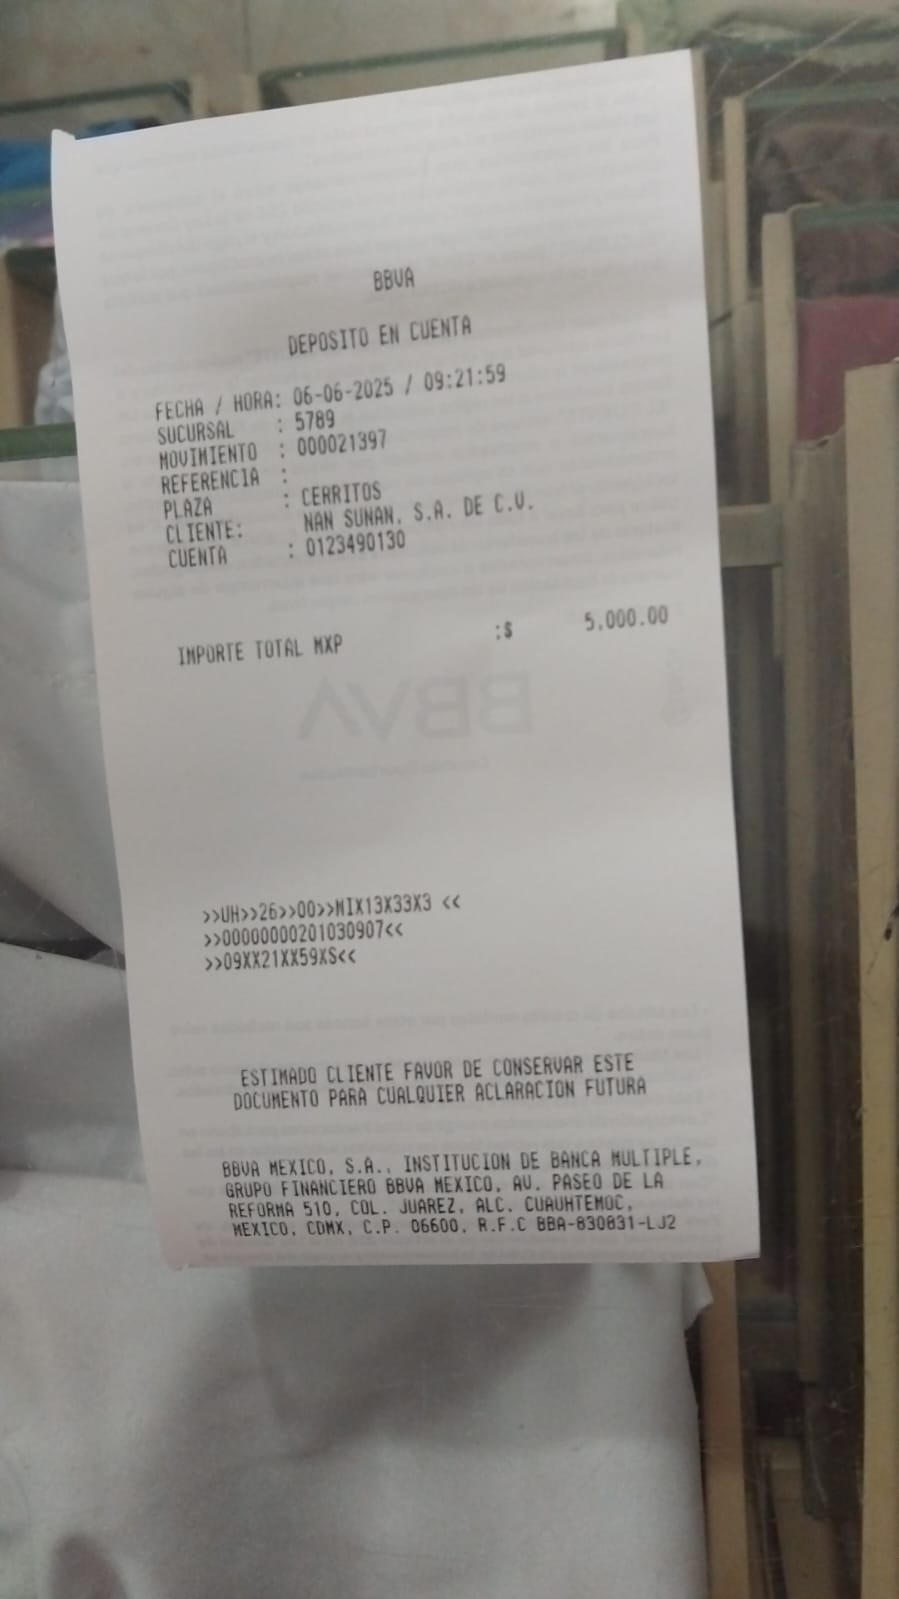 BBVA
DEPOSITO EN CUENTA
FECHA / HORA: 06-06-2025 / 09:21:59
SUCURSAL : 5789
MOVIMIENTO : 000021397
REFERENCIA :
PLAZA : CERRITOS
CLIENTE: NAN SUNAN, S.A. DE C.V.
CUENTA : 0123490130
IMPORTE TOTAL MXP :$ 5,000.00
>>UH>>26>>00>>MIX13X33X3 <<
>>00000000201030907<<
>>09XX21XX59XS<<
ESTIMADO CLIENTE FAVOR DE CONSERVAR ESTE
DOCUMENTO PARA CUALQUIER ACLARACION FUTURA
BBVA MEXICO, S.A., INSTITUCION DE BANCA MULTIPLE,
GRUPO FINANCIERO BBVA MEXICO, AV. PASEO DE LA
REFORMA 510, COL. JUAREZ, ALC. CUAUHTEMOC,
MEXICO, CDMX, C.P. 06600, R.F.C BBA-830831-LJ2